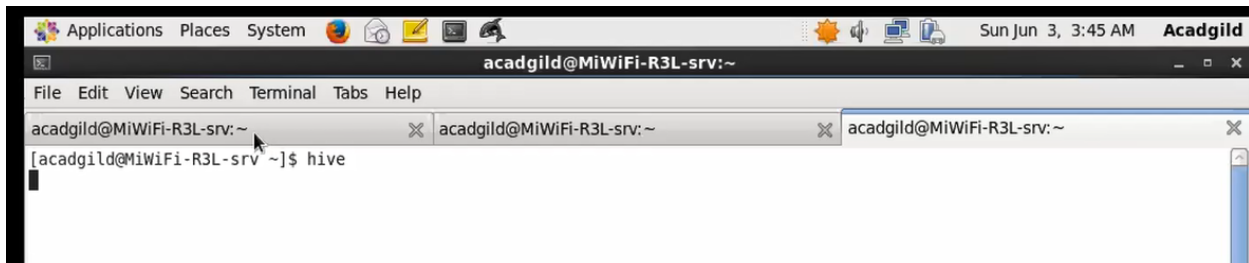 Applications Places System Sun Jun 3, 3:45 AM Acadgild
acadgild@MiWiFi-R3L-srv:~
File Edit View Search Terminal Tabs Help
acadgild@MiWiFi-R3L-srv:~ acadgild@MiWiFi-R3L-srv:~ acadgild@MiWiFi-R3L-srv:~
[acadgild@MiWiFi-R3L-srv ~]$ hive